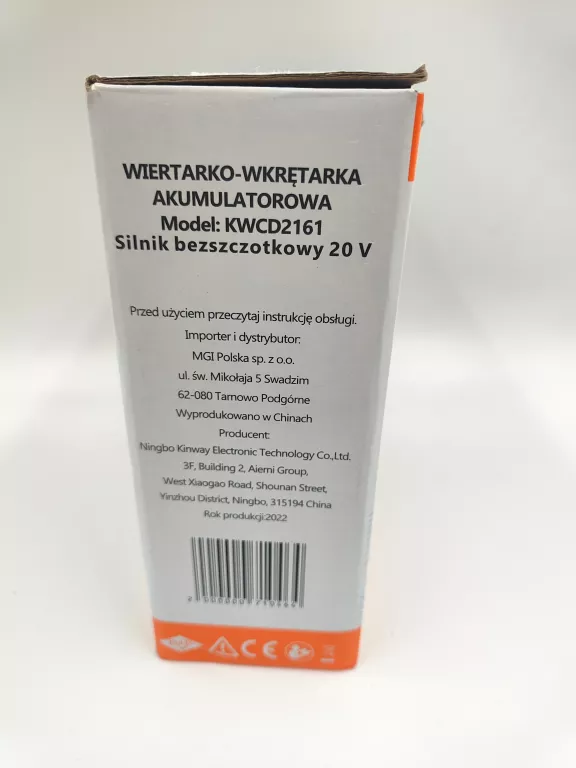 WIERTARKO-WKRĘTARKA
AKUMULATOROWA
Model: KWCD2161
Silnik bezszczotkowy 20 V
Przed użyciem przeczytaj instrukcję obsługi.
Importer i dystrybutor:
MGI Polska sp. z o.o.
ul. św. Mikołaja 5 Swadzim
62-080 Tarnowo Podgórne
Wyprodukowano w Chinach
Producent:
Ningbo Kinway Electronic Technology Co.,Ltd.
3F, Building 2, Aiemi Group,
West Xiaogao Road, Shounan Street,
Yinzhou District, Ningbo, 315194 China
Rok produkcji:2022
CE